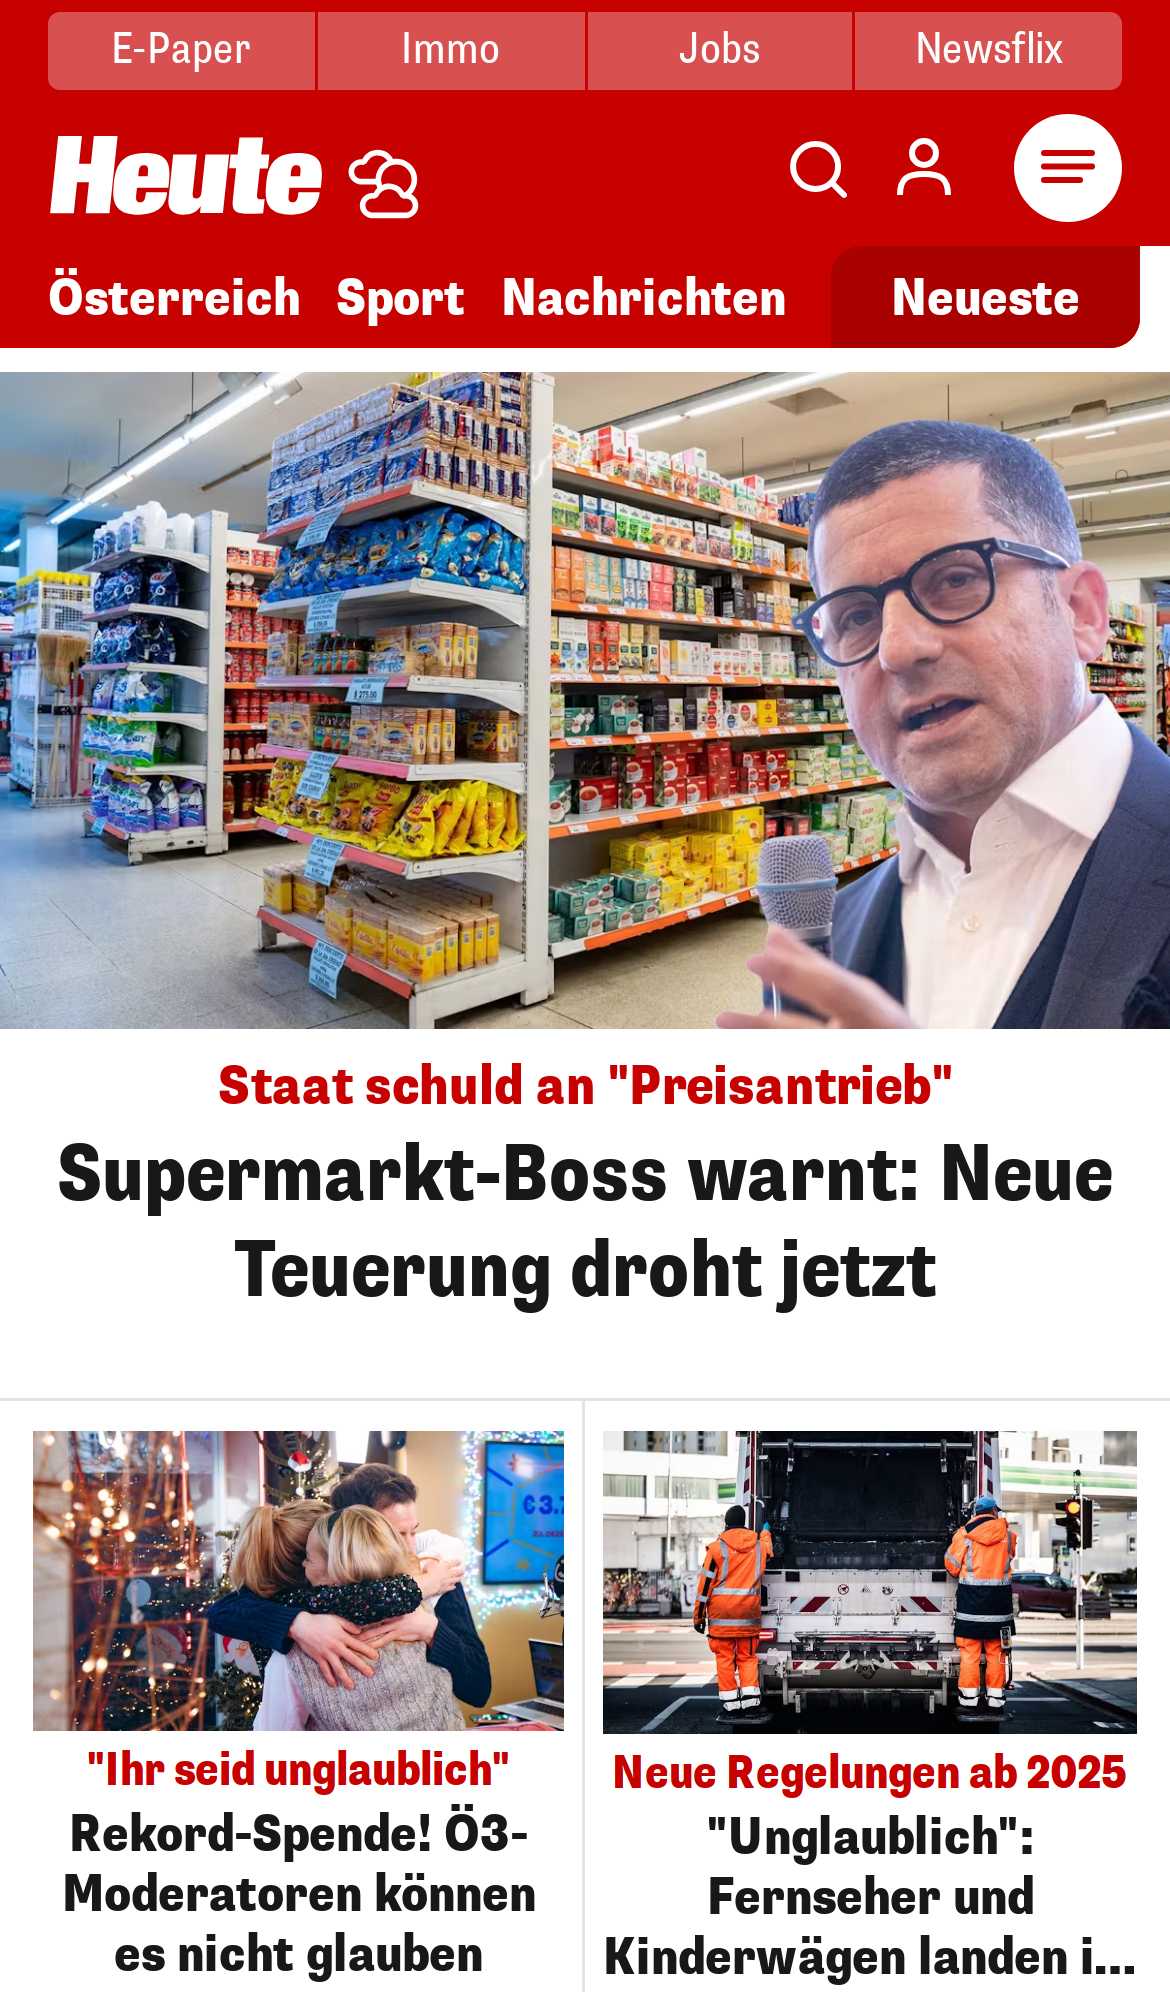 E-Paper
Immo
Jobs
Newsflix
Heute
Österreich
Sport
Nachrichten
Neueste
Staat schuld an "Preisantrieb"
Supermarkt-Boss warnt: Neue
Teuerung droht jetzt
"Ihr seid unglaublich"
Rekord-Spende! Ö3-
Moderatoren können
es nicht glauben
Neue Regelungen ab 2025
"Unglaublich":
Fernseher und
Kinderwägen landen i...